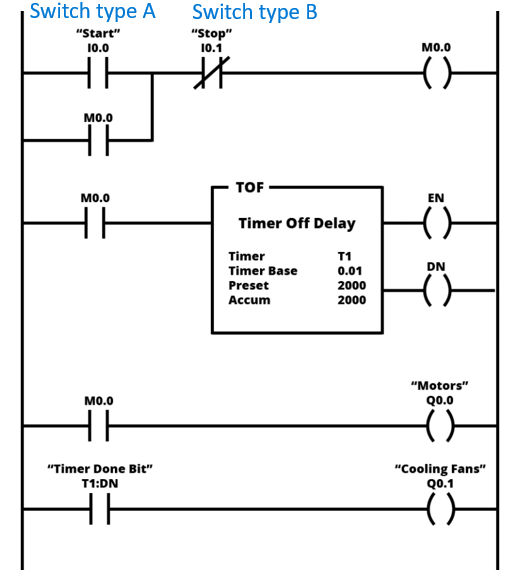 Switch type A Switch type B
“Start” “Stop”
I0.0 I0.1 M0.0
M0.0
M0.0 TOF EN
Timer Off Delay
Timer T1 DN
Timer Base 0.01
Preset 2000
Accum 2000
“Motors”
M0.0 Q0.0
“Timer Done Bit” “Cooling Fans”
T1:DN Q0.1